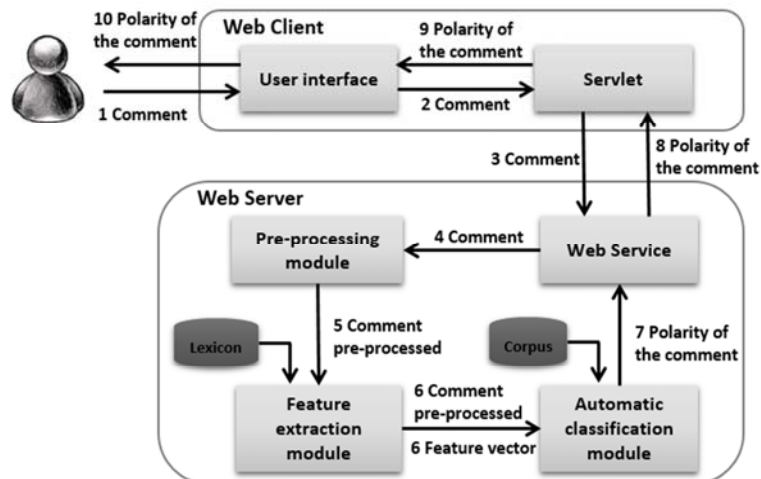 10 Polarity of
the comment
1 Comment
Web Client
User interface
9 Polarity of
the comment
2 Comment
Servlet
3 Comment
8 Polarity of
the comment
Web Server
Pre-processing
module
4 Comment
Web Service
Lexicon
5 Comment
pre-processed
Corpus
7 Polarity of
the comment
Feature
extraction
module
6 Comment
pre-processed
6 Feature vector
Automatic
classification
module